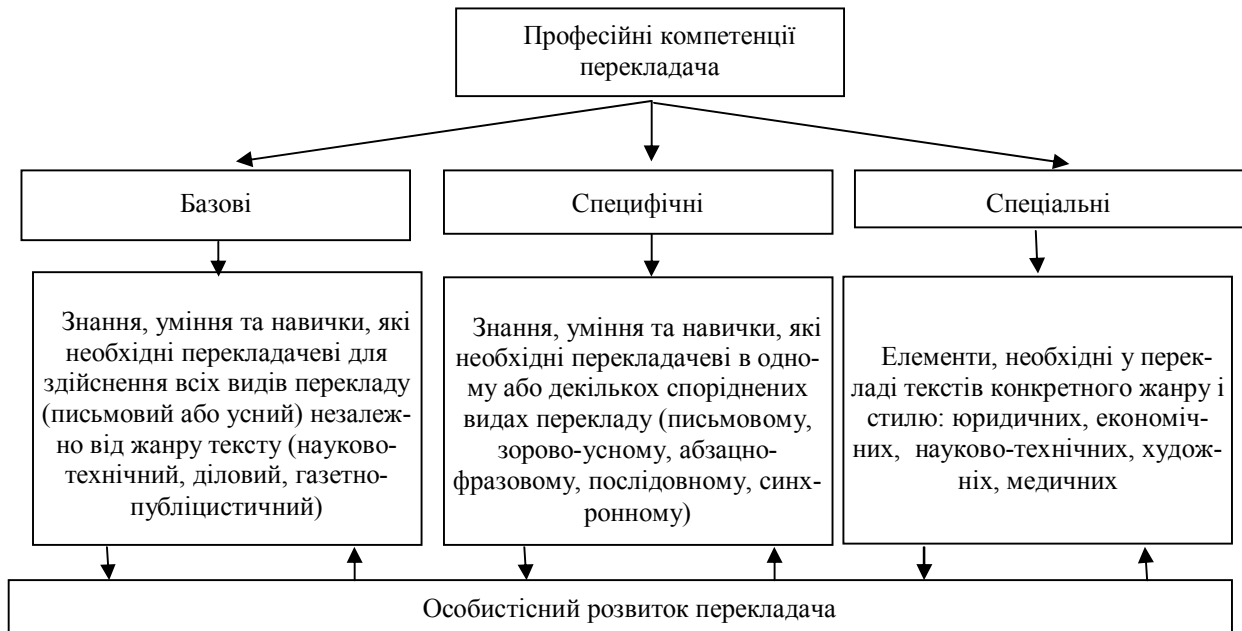 Професійні компетенції
перекладача
Базові
Специфічні
Спеціальні
Знання, уміння та навички, які
необхідні перекладачеві для
здійснення всіх видів перекладу
(письмовий або усний) незалеж-
но від жанру тексту (науково-
технічний, діловий, газетно-
публіцистичний)
Знання, уміння та навички, які
необхідні перекладачеві в одно-
му або декількох споріднених
видах перекладу (письмовому,
зорово-усному, абзацно-
фразовому, послідовному, синх-
ронному)
Елементи, необхідні у перек-
ладі текстів конкретного жанру і
стилю: юридичних, економіч-
них, науково-технічних, худож-
ніх, медичних
Особистісний розвиток перекладача